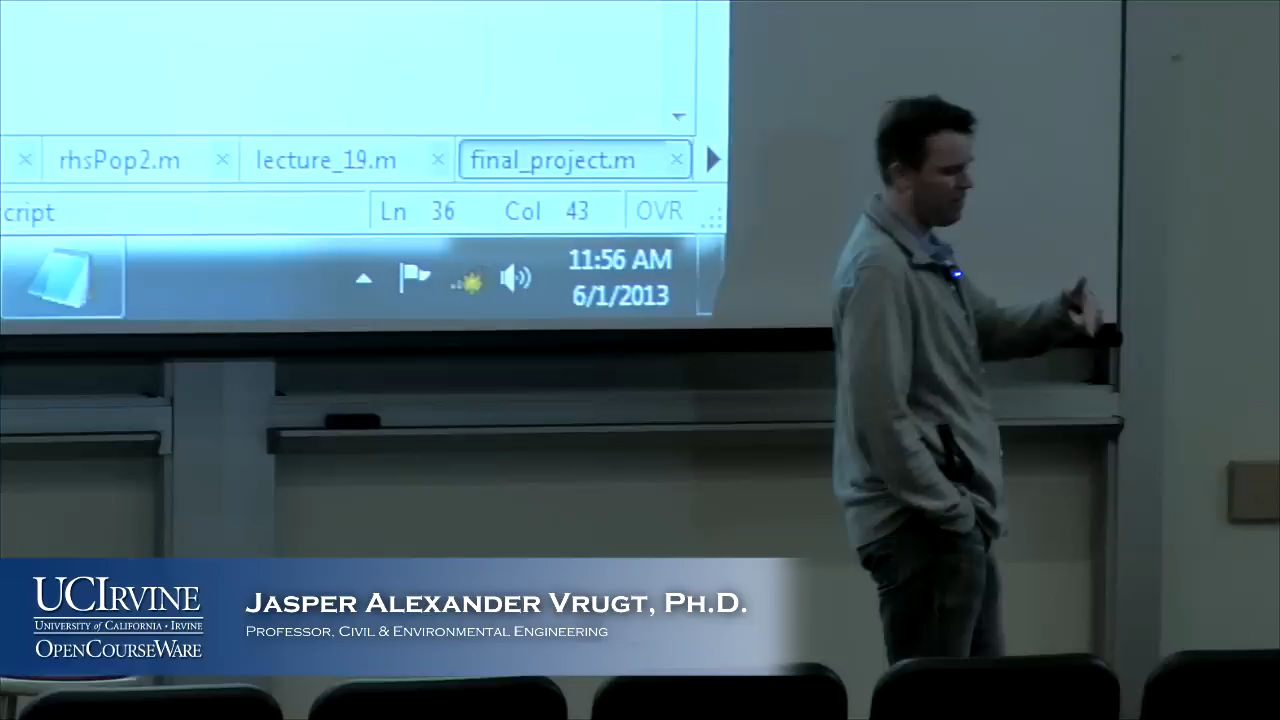 rhsPop2.m lecture_19.m final_project.m
cript Ln 36 Col 43 OVR
11:56 AM
6/1/2013
UCIRVINE
UNIVERSITY of CALIFORNIA • IRVINE
OPENCOURSEWARE
JASPER ALEXANDER VRUGT, PH.D.
PROFESSOR, CIVIL & ENVIRONMENTAL ENGINEERING